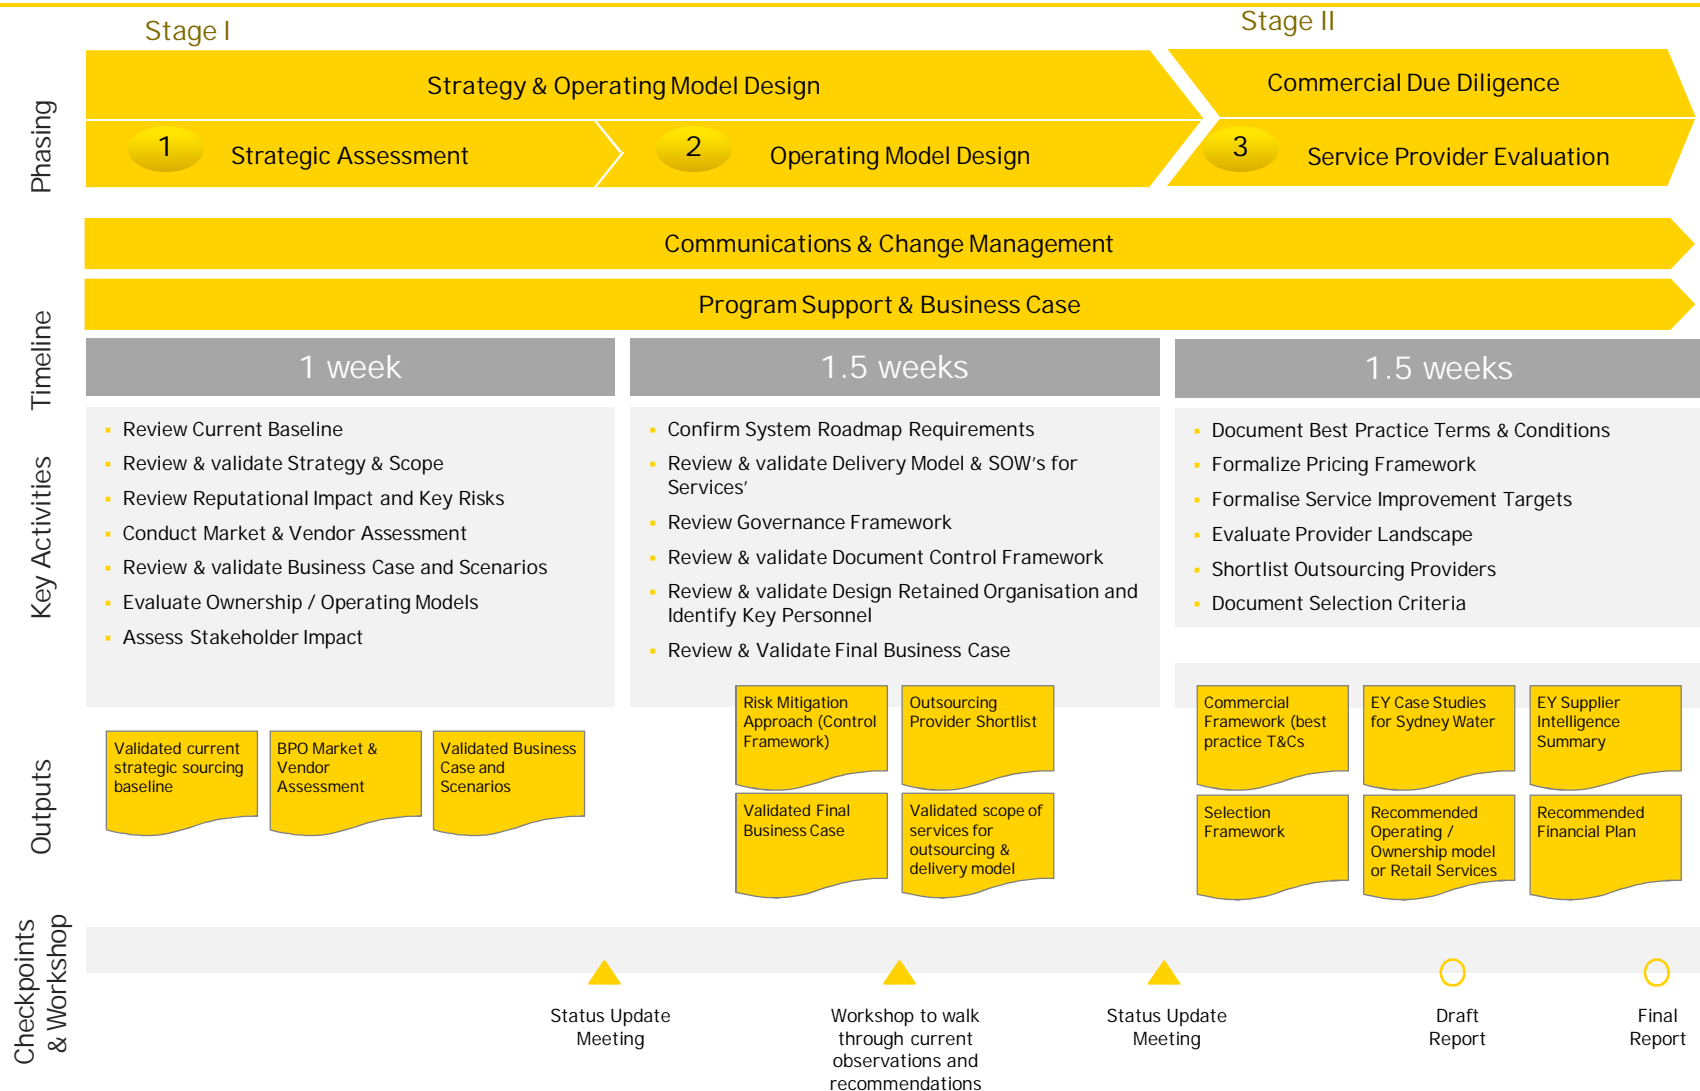 Stage I
Stage II
Phasing
Strategy & Operating Model Design
Commercial Due Diligence
1
Strategic Assessment
2
Operating Model Design
3
Service Provider Evaluation
Communications & Change Management
Program Support & Business Case
Timeline
1 week
1.5 weeks
1.5 weeks
Key Activities
Review Current Baseline
Review & validate Strategy & Scope
Review Reputational Impact and Key Risks
Conduct Market & Vendor Assessment
Review & validate Business Case and Scenarios
Evaluate Ownership / Operating Models
Assess Stakeholder Impact
Confirm System Roadmap Requirements
Review & validate Delivery Model & SOW's for
Services'
Review Governance Framework
Review & validate Document Control Framework
Review & validate Design Retained Organisation and
Identify Key Personnel
Review & Validate Final Business Case
Document Best Practice Terms & Conditions
Formalize Pricing Framework
Formalise Service Improvement Targets
Evaluate Provider Landscape
Shortlist Outsourcing Providers
Document Selection Criteria
Outputs
Validated current
strategic sourcing
baseline
BPO Market &
Vendor
Assessment
Validated Business
Case and
Scenarios
Risk Mitigation
Approach (Control
Framework)
Outsourcing
Provider Shortlist
Validated Final
Business Case
Validated scope of
services for
outsourcing &
delivery model
Commercial
Framework (best
practice T&Cs
EY Case Studies
for Sydney Water
EY Supplier
Intelligence
Summary
Selection
Framework
Recommended
Operating /
Ownership model
or Retail Services
Recommended
Financial Plan
Checkpoints
& Workshop
Status Update
Meeting
Workshop to walk
through current
observations and
recommendations
Status Update
Meeting
Draft
Report
Final
Report